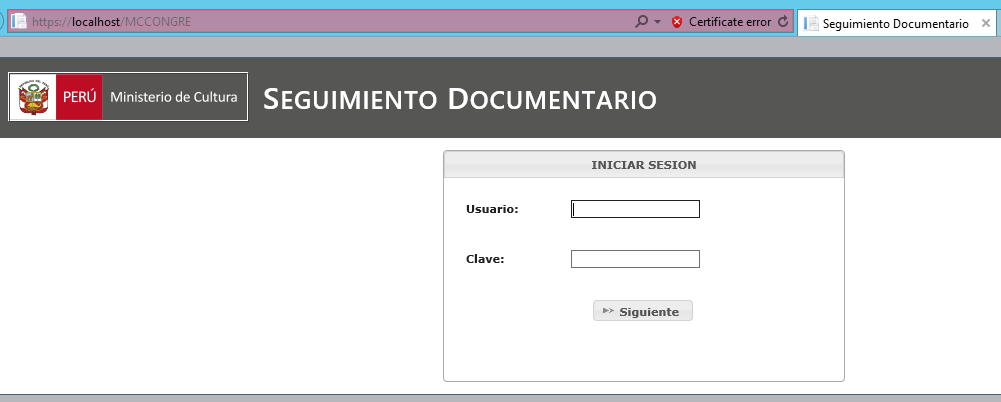 https://localhost/MCCONGRE
Certificate error
Seguimiento Documentario
PERÚ
Ministerio de Cultura
SEGUIMIENTO DOCUMENTARIO
INICIAR SESION
Usuario:
Clave:
Siguiente